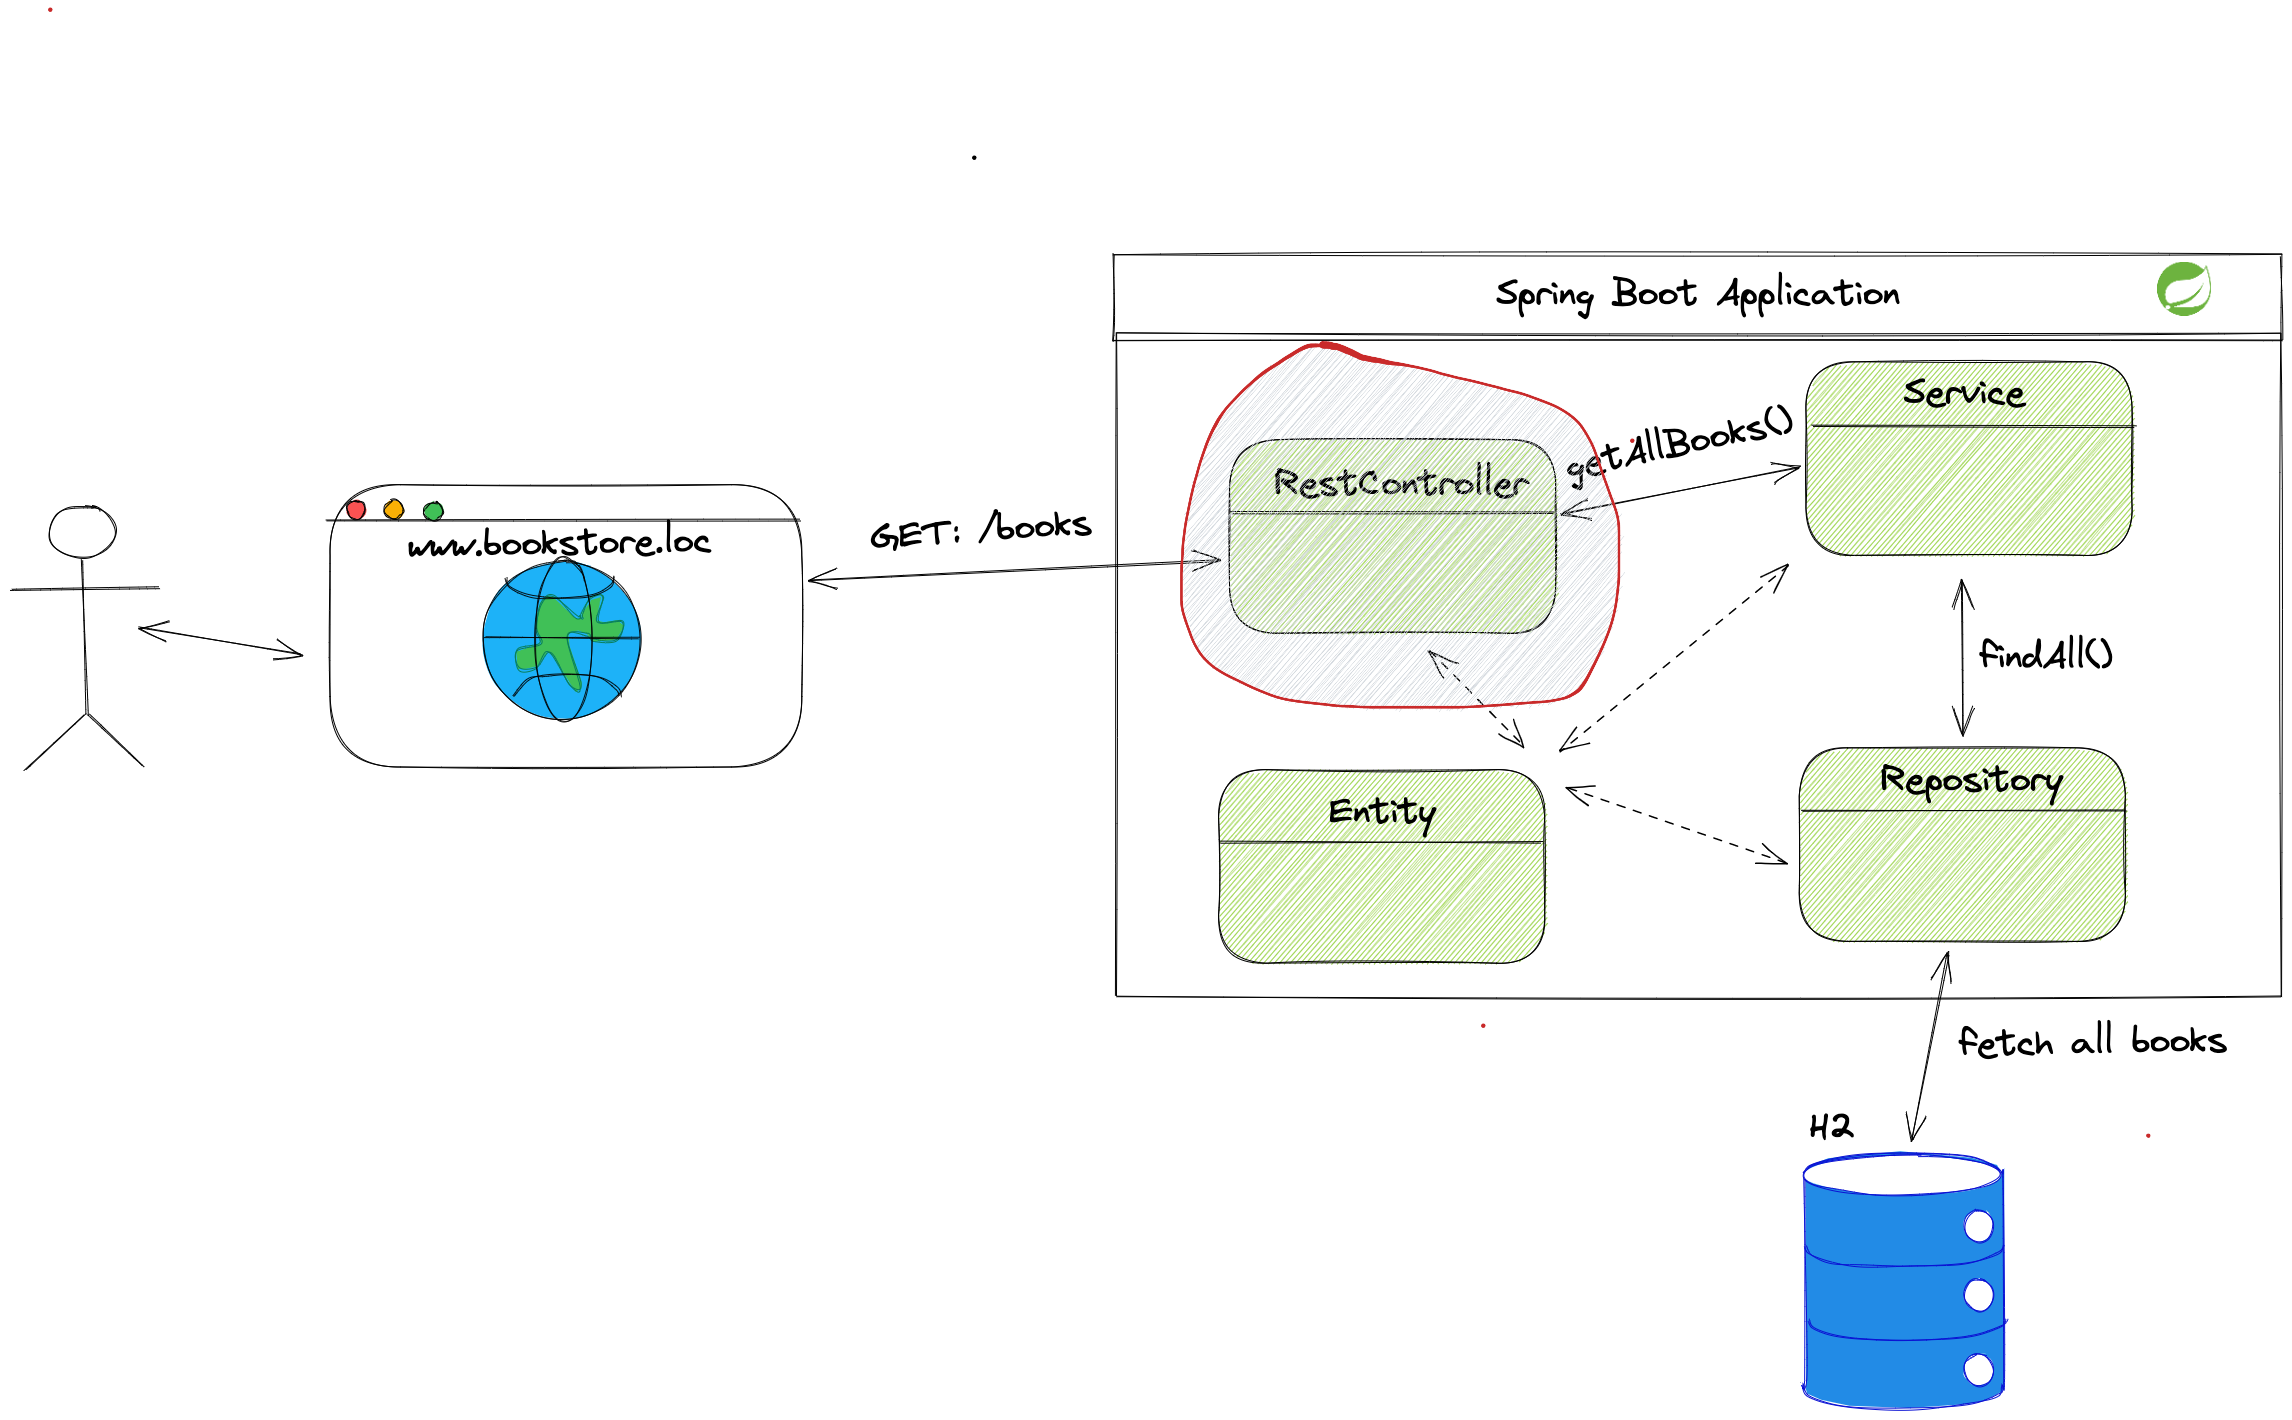 Spring Boot Application
Service
getAllBooks()
RestController
GET: /books
www.bookstore.loc
findAll()
Repository
Entity
fetch all books
H2